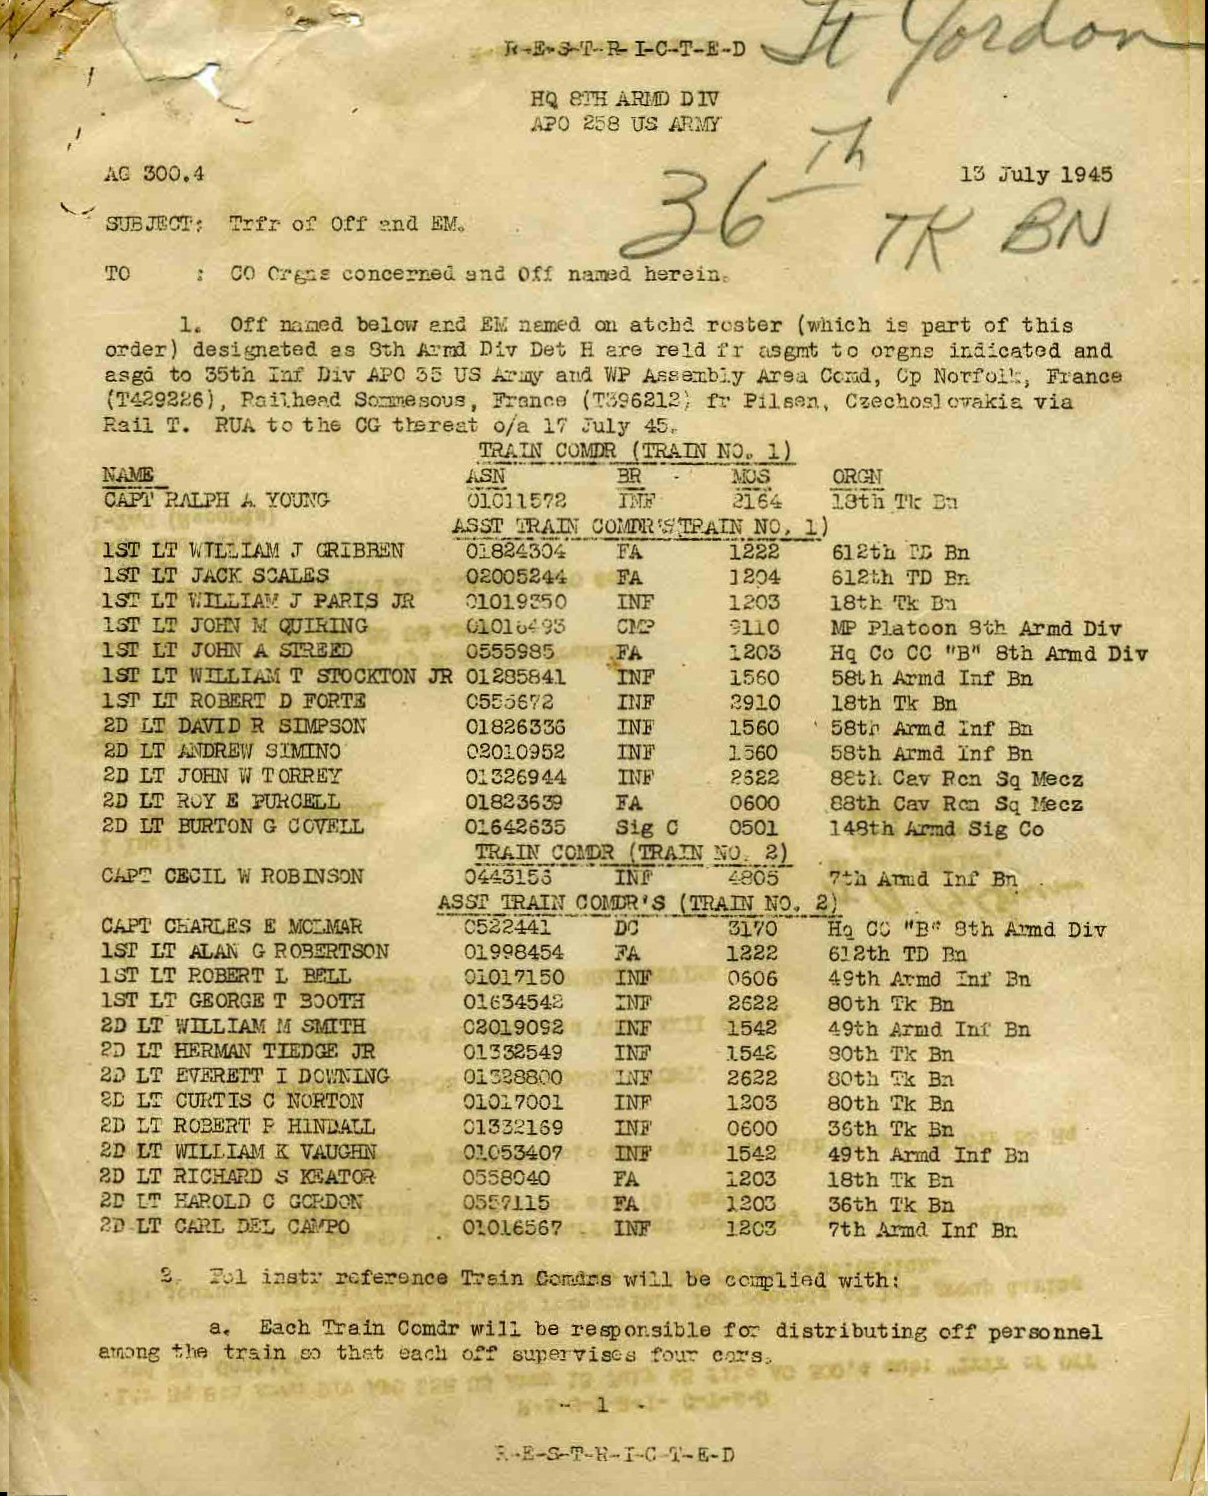 R-E-S-T-R-I-C-T-E-D
Ft Gordon
HQ 8TH ARMD DIV
APO 258 US ARMY
36 Th
TK BN
AG 300.4 13 July 1945
SUBJECT: Trfr of Off and EM.
TO : CO Orgns concerned and Off named herein.
1. Off named below and EM named on atchd roster (which is part of this
order) designated as 8th Armd Div Det H are reld fr asgmt to orgns indicated and
asgd to 35th Inf Div APO 35 US Army and WP Assembly Area Comd, Cp Norfolk, France
(T429226), Railhead Sommesous, France (T396212) fr Pilsen, Czechoslovakia via
Rail T. RUA to the CG thereat o/a 17 July 45.
TRAIN COMDR (TRAIN NO. 1)
NAME ASN BR - MOS ORGN
CAPT RALPH A YOUNG 01011572 INF 2164 18th Tk Bn
ASST TRAIN COMDR'S TRAIN NO. 1)
1ST LT WILLIAM J GRIBBEN 01824304 FA 1222 612th TD Bn
1ST LT JACK SCALES 02005244 FA 1204 612th TD Bn
1ST LT WILLIAM J PARIS JR 01019350 INF 1203 18th Tk Bn
1ST LT JOHN M QUIRING 01016493 CMP 9110 MP Platoon 8th Armd Div
1ST LT JOHN A STREED 0555985 FA 1203 Hq Co CC "B" 8th Armd Div
1ST LT WILLIAM T STOCKTON JR 01285841 INF 1560 58th Armd Inf Bn
1ST LT ROBERT D FORTE 0555672 INF 2910 18th Tk Bn
2D LT DAVID R SIMPSON 01826336 INF 1560 58th Armd Inf Bn
2D LT ANDREW SIMINO 02010952 INF 1560 58th Armd Inf Bn
2D LT JOHN W TORREY 01326944 INF 2622 88th Cav Rcn Sq Mecz
2D LT ROY E PURCELL 01823639 FA 0600 88th Cav Rcn Sq Mecz
2D LT BURTON G COVELL 01642635 Sig C 0501 148th Armd Sig Co
TRAIN COMDR (TRAIN NO. 2)
CAPT CECIL W ROBINSON 0443156 INF 4805 7th Armd Inf Bn
ASST TRAIN COMDR'S (TRAIN NO. 2)
CAPT CHARLES E MOLMAR 0522441 DC 3170 Hq CC "B" 8th Armd Div
1ST LT ALAN G ROBERTSON 01998454 FA 1222 612th TD Bn
1ST LT ROBERT L BELL 01017150 INF 0606 49th Armd Inf Bn
1ST LT GEORGE T BOOTH 01634542 INF 2622 80th Tk Bn
2D LT WILLIAM M SMITH 02019092 INF 1542 49th Armd Inf Bn
2D LT HERMAN TIEDGE JR 01332549 INF 1542 80th Tk Bn
2D LT EVERETT I DOWNING 01328800 INF 2622 80th Tk Bn
2D LT CURTIS C NORTON 01017001 INF 1203 80th Tk Bn
2D LT ROBERT P HINDALL 01332169 INF 0600 36th Tk Bn
2D LT WILLIAM K VAUGHN 01053407 INF 1542 49th Armd Inf Bn
2D LT RICHARD S KEATOR 0558040 FA 1203 18th Tk Bn
2D LT HAROLD C GORDON 0559115 FA 1203 36th Tk Bn
2D LT CARL DEL CAMPO 01016567 INF 1203 7th Armd Inf Bn
2. Fol instr reference Train Comdrs will be complied with:
a. Each Train Comdr will be responsible for distributing off personnel
among the train so that each off supervises four cars.
- 1 -
R-E-S-T-R-I-C-T-E-D